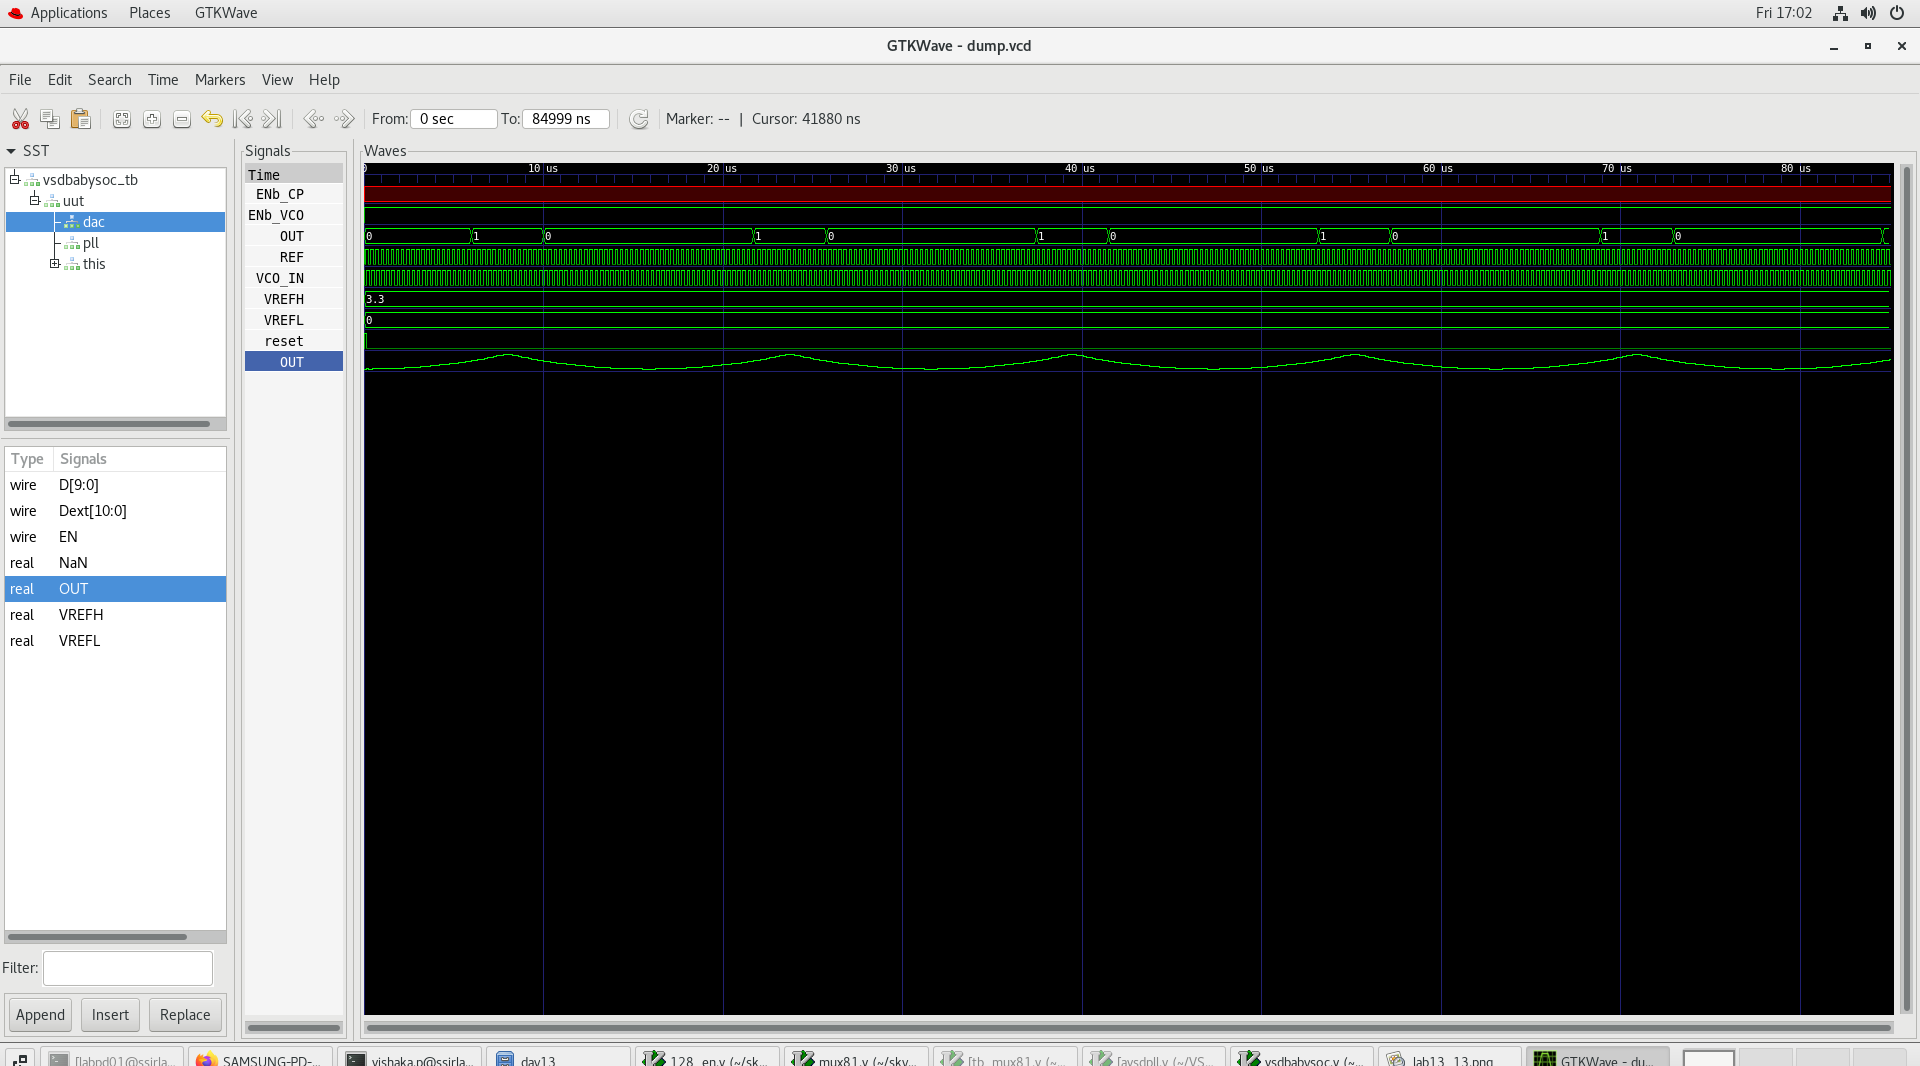 Applications Places GTKWave Fri 17:02
GTKWave - dump.vcd
File Edit Search Time Markers View Help
From: 0 sec To: 84999 ns Marker: -- | Cursor: 41880 ns
SST
vsdbabysoc_tb
uut
dac
pll
this
Type Signals
wire D[9:0]
wire Dext[10:0]
wire EN
real NaN
real OUT
real VREFH
real VREFL
Filter:
Append Insert Replace
Signals
Time
ENb_CP
ENb_VCO
OUT
REF
VCO_IN
VREFH
VREFL
reset
OUT
Waves
0 10 us 20 us 30 us 40 us 50 us 60 us 70 us 80 us
0 1 0 1 0 1 0 1 0 1 0
3.3
0
[labpd01@ssirla... SAMSUNG-PD-... vishaka.p@ssirla... day13 128_en.v (~/sk... mux81.v (~/sky... [tb_mux81.v (~... [avsdpll.v (~/VS... vsdbabysoc.v (~... lab13_13.png GTKWave - du...